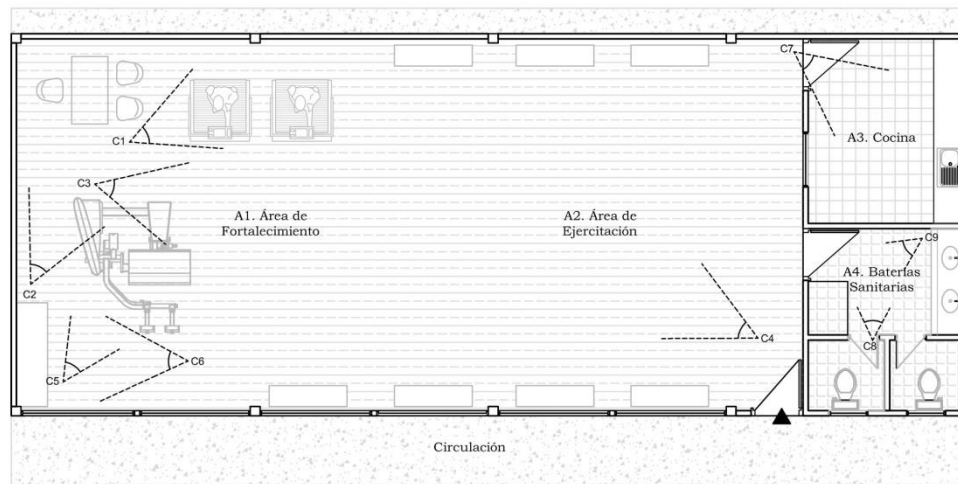 C7
C1
A3. Cocina
C3
A1. Área de
Fortalecimiento
A2. Área de
Ejercitación
C9
A4. Baterías
Sanitarias
C2
C4
C8
C6
C5
Circulación